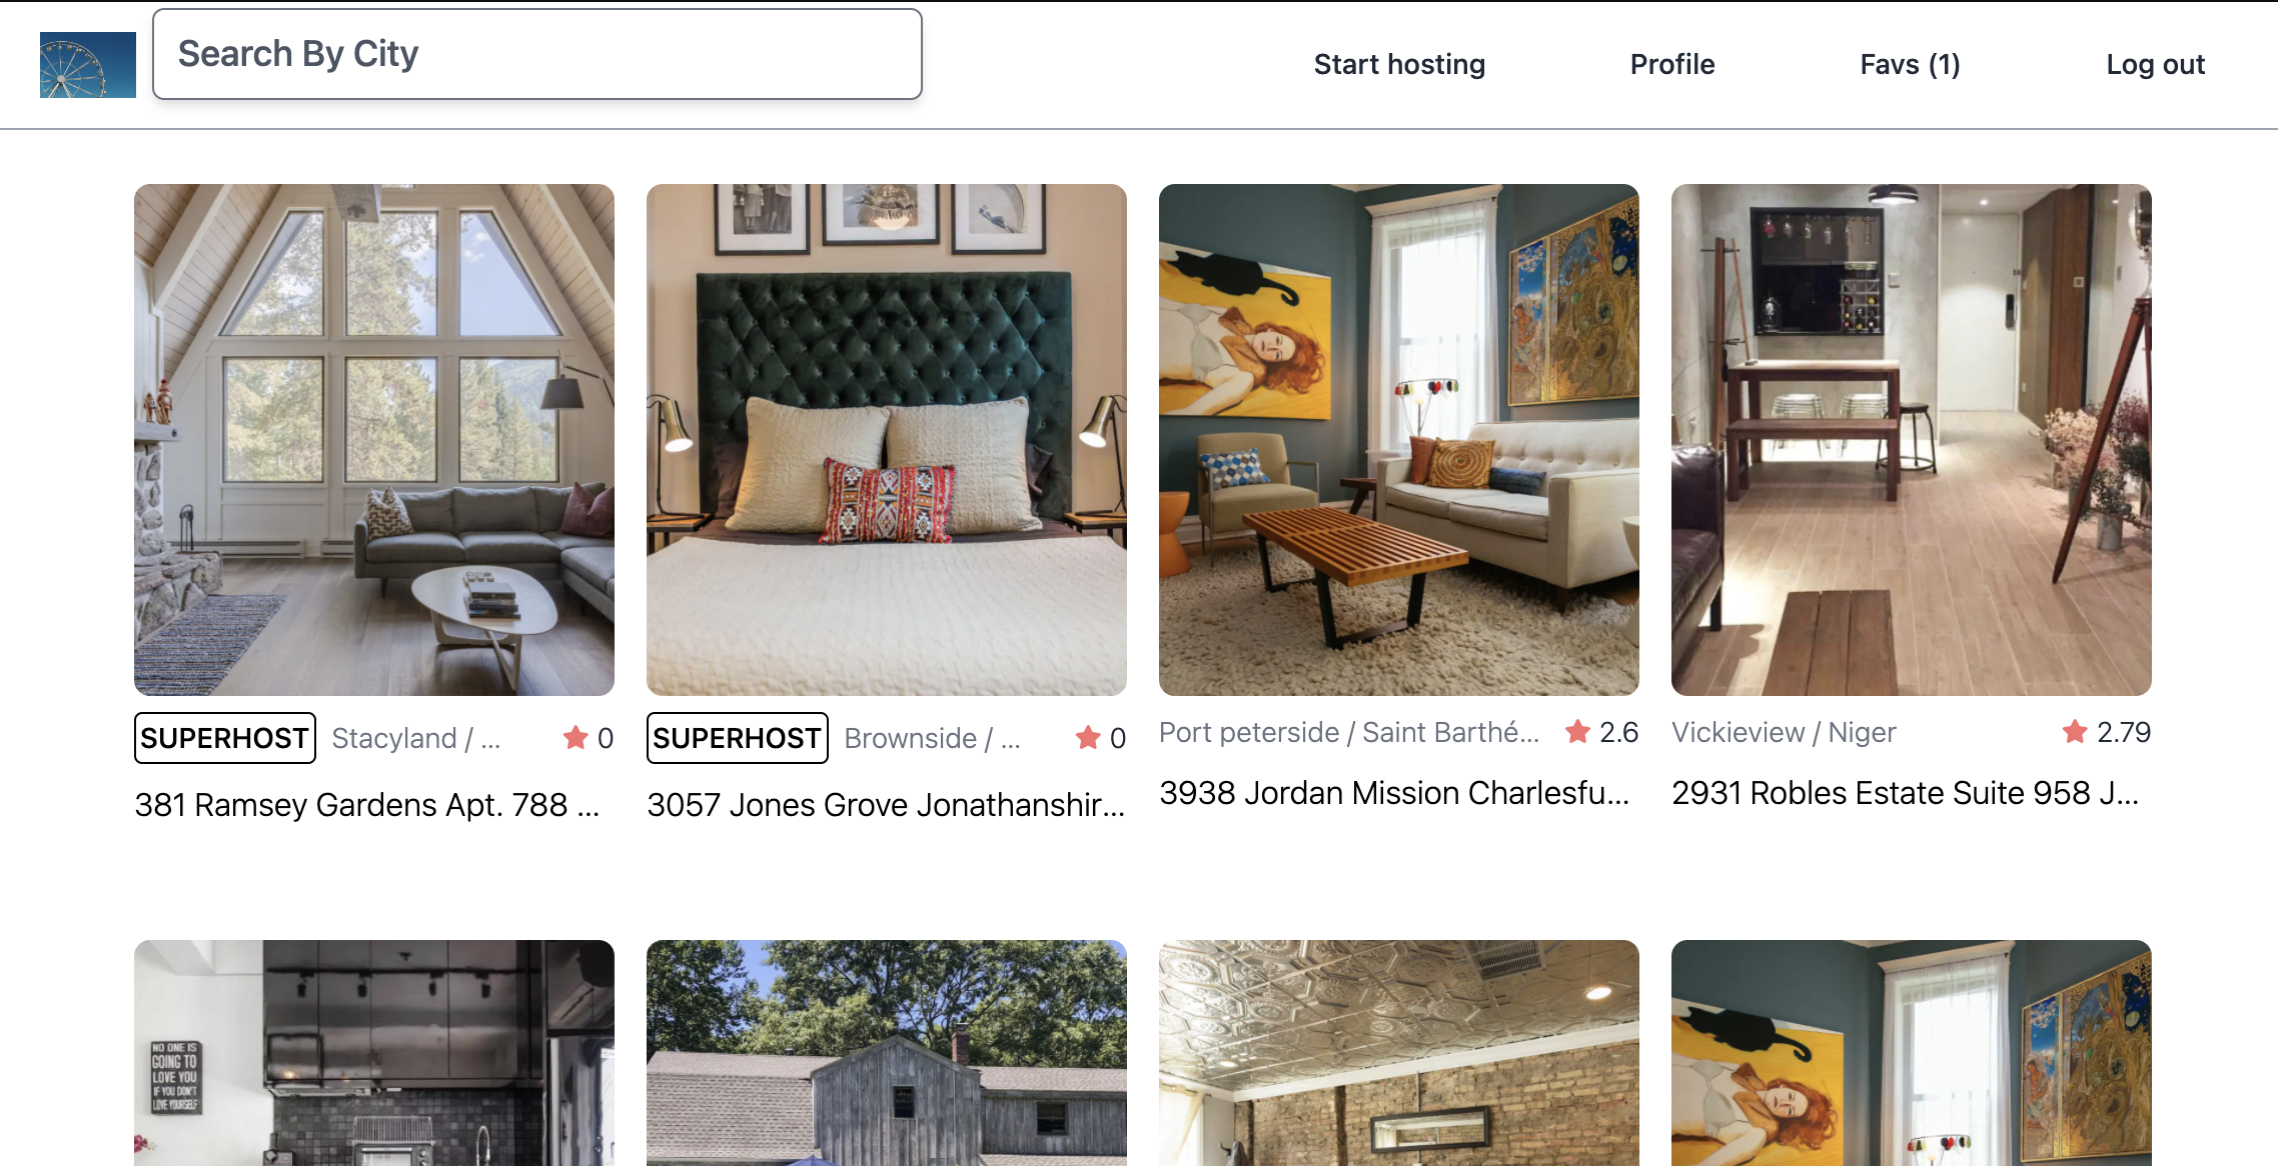 Search By City
Start hosting
Profile
Favs (1)
Log out
SUPERHOST Stacyland / ... 0
381 Ramsey Gardens Apt. 788 ...
SUPERHOST Brownside / ... 0
3057 Jones Grove Jonathanshir...
Port peterside / Saint Barthé... 2.6
3938 Jordan Mission Charlesfu...
Vickieview / Niger 2.79
2931 Robles Estate Suite 958 J...
NO ONE IS
GOING TO
LOVE YOU
IF YOU DON'T
LOVE YOURSELF